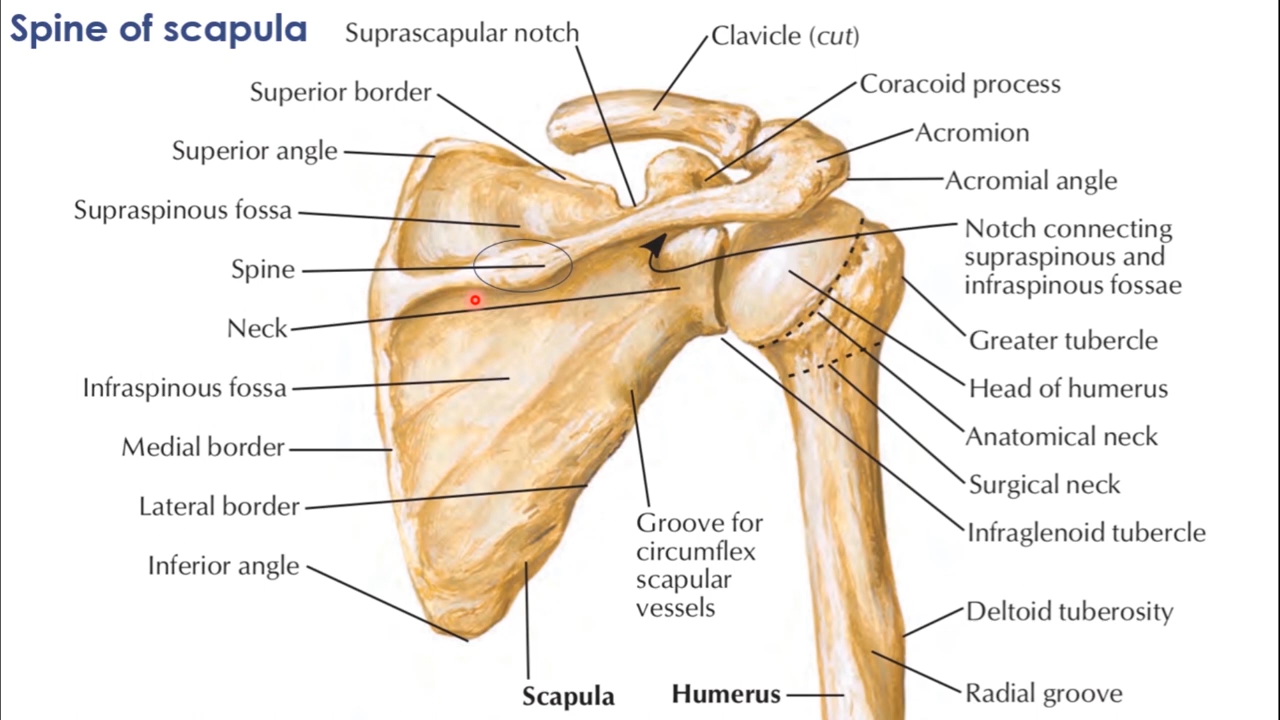 Spine of scapula
Suprascapular notch
Clavicle (cut)
Superior border
Coracoid process
Superior angle
Acromion
Acromial angle
Supraspinous fossa
Notch connecting
supraspinous and
infraspinous fossae
Spine
Neck
Greater tubercle
Infraspinous fossa
Head of humerus
Medial border
Anatomical neck
Lateral border
Surgical neck
Groove for
circumflex
scapular
vessels
Infraglenoid tubercle
Inferior angle
Deltoid tuberosity
Scapula
Humerus
Radial groove